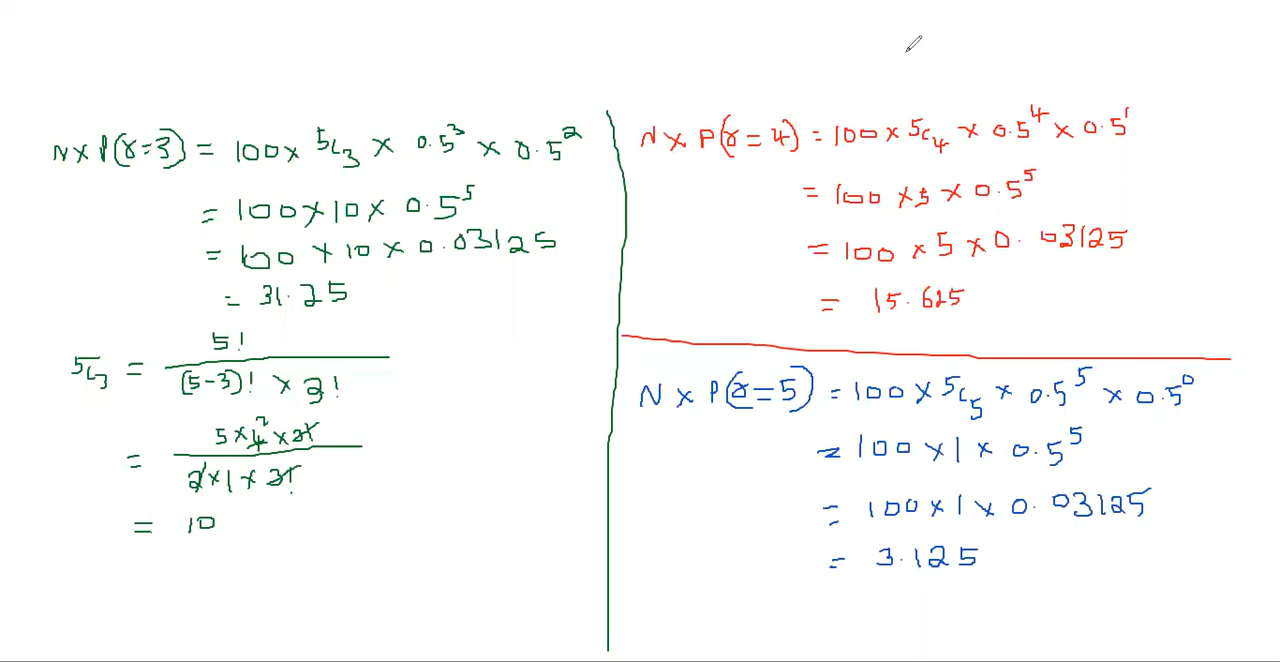 N × P(r=3) = 100 × 5C3 × 0.5^3 × 0.5^2
= 100 × 10 × 0.5^5
= 100 × 10 × 0.03125
= 31.25
5C3 = 5! / (5-3)! × 3!
= 5 × 4^2 × 3! / 2^1 × 1 × 3!
= 10
N × P(r=4) = 100 × 5C4 × 0.5^4 × 0.5^1
= 100 × 5 × 0.5^5
= 100 × 5 × 0.03125
= 15.625
N × P(r=5) = 100 × 5C5 × 0.5^5 × 0.5^0
= 100 × 1 × 0.5^5
= 100 × 1 × 0.03125
= 3.125